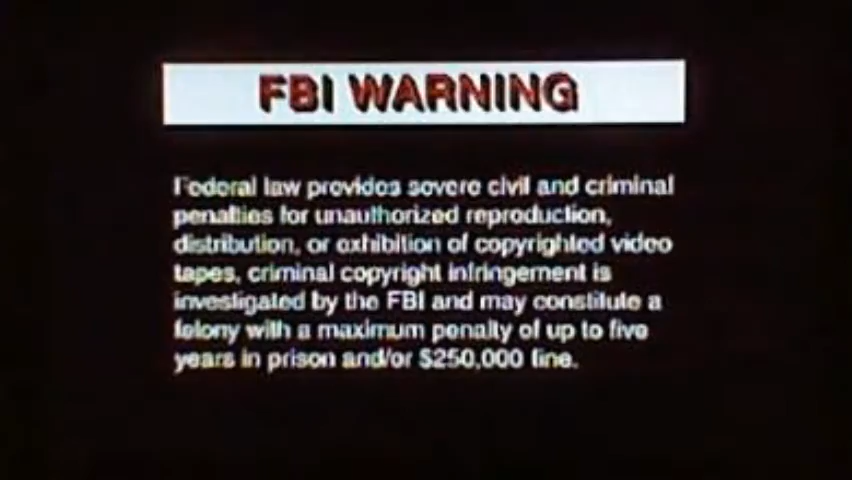 FBI WARNING
Federal law provides severe civil and criminal
penalties for unauthorized reproduction,
distribution, or exhibition of copyrighted video
tapes, criminal copyright infringement is
investigated by the FBI and may constitute a
felony with a maximum penalty of up to five
years in prison and/or $250,000 fine.